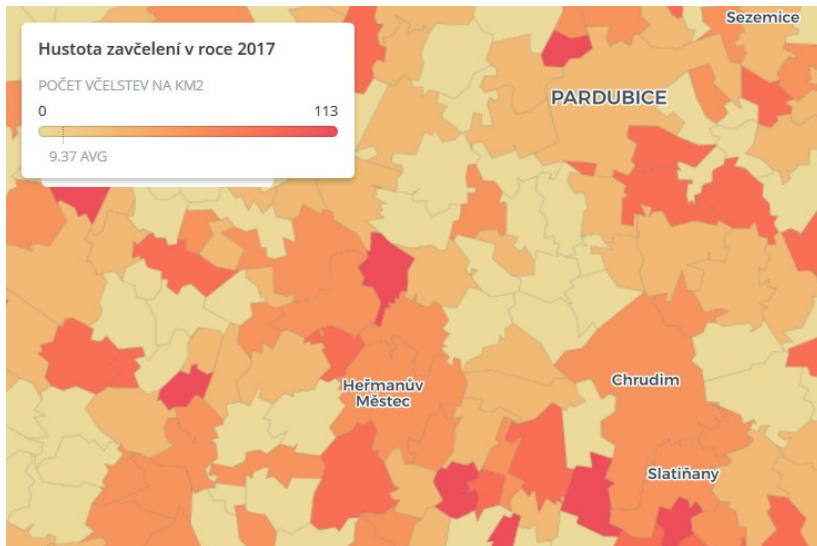 Hustota zavčelení v roce 2017
POČET VČELSTEV NA KM2
0 113
9.37 AVG
Sezemice
PARDUBICE
Heřmanův
Městec
Chrudim
Slatiňany